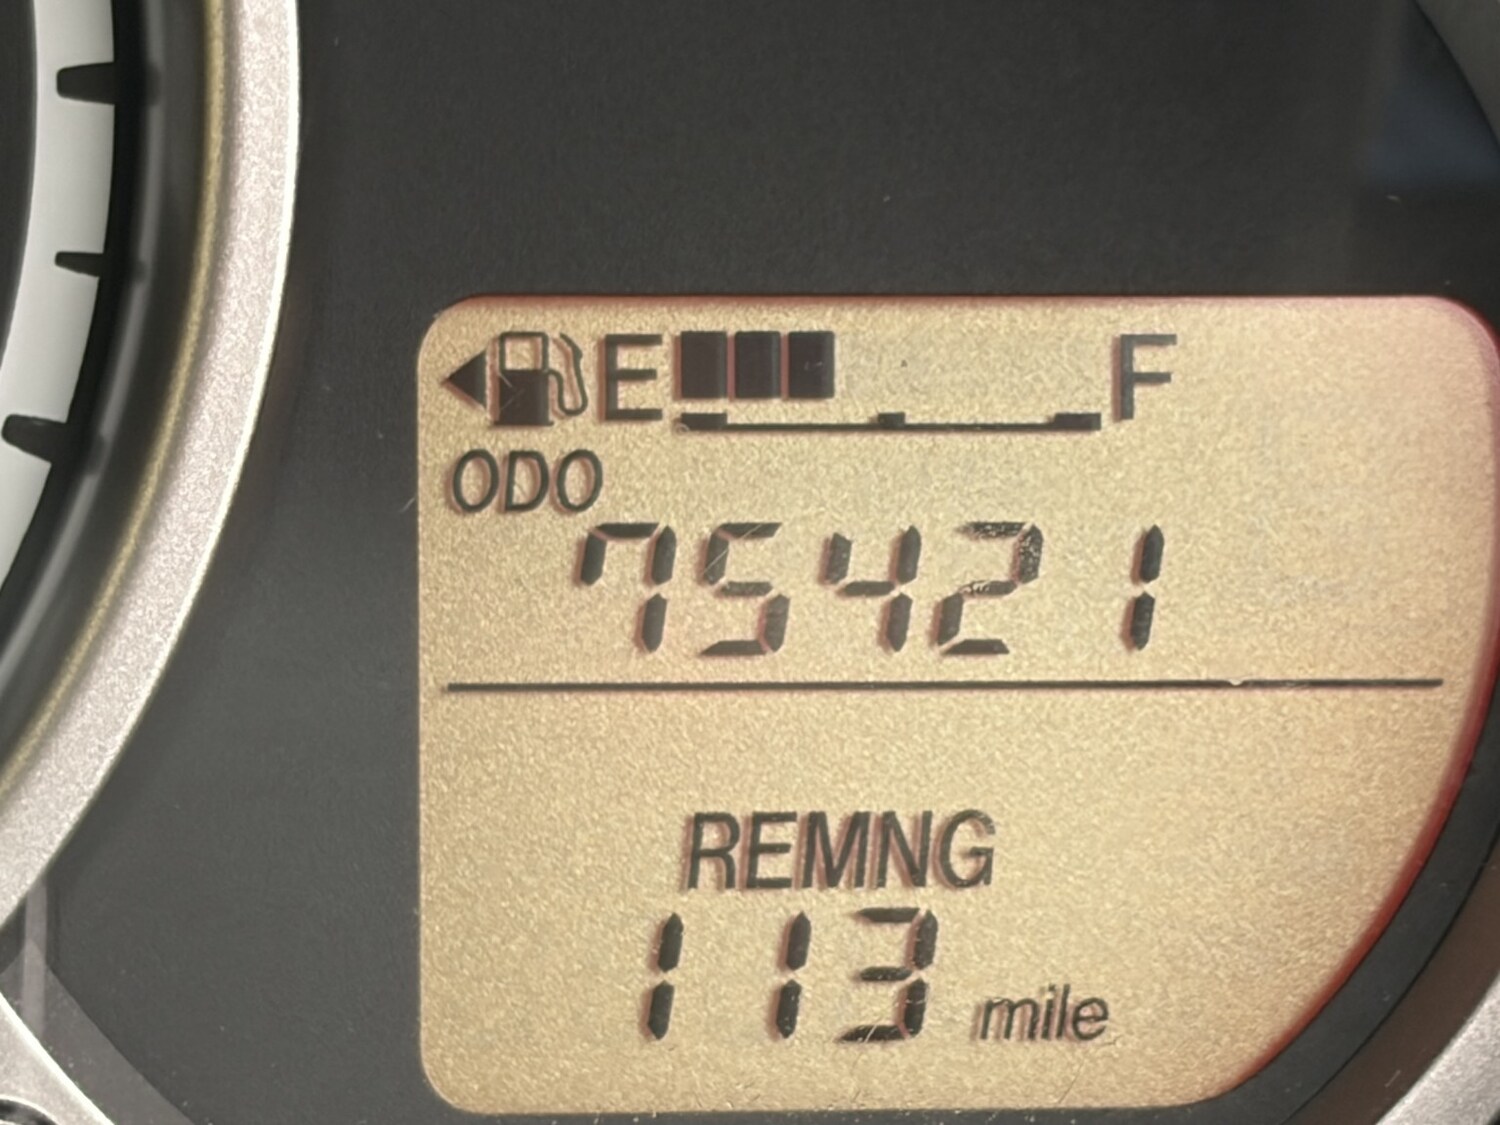 E F
ODO
75421
REMNG
113 mile